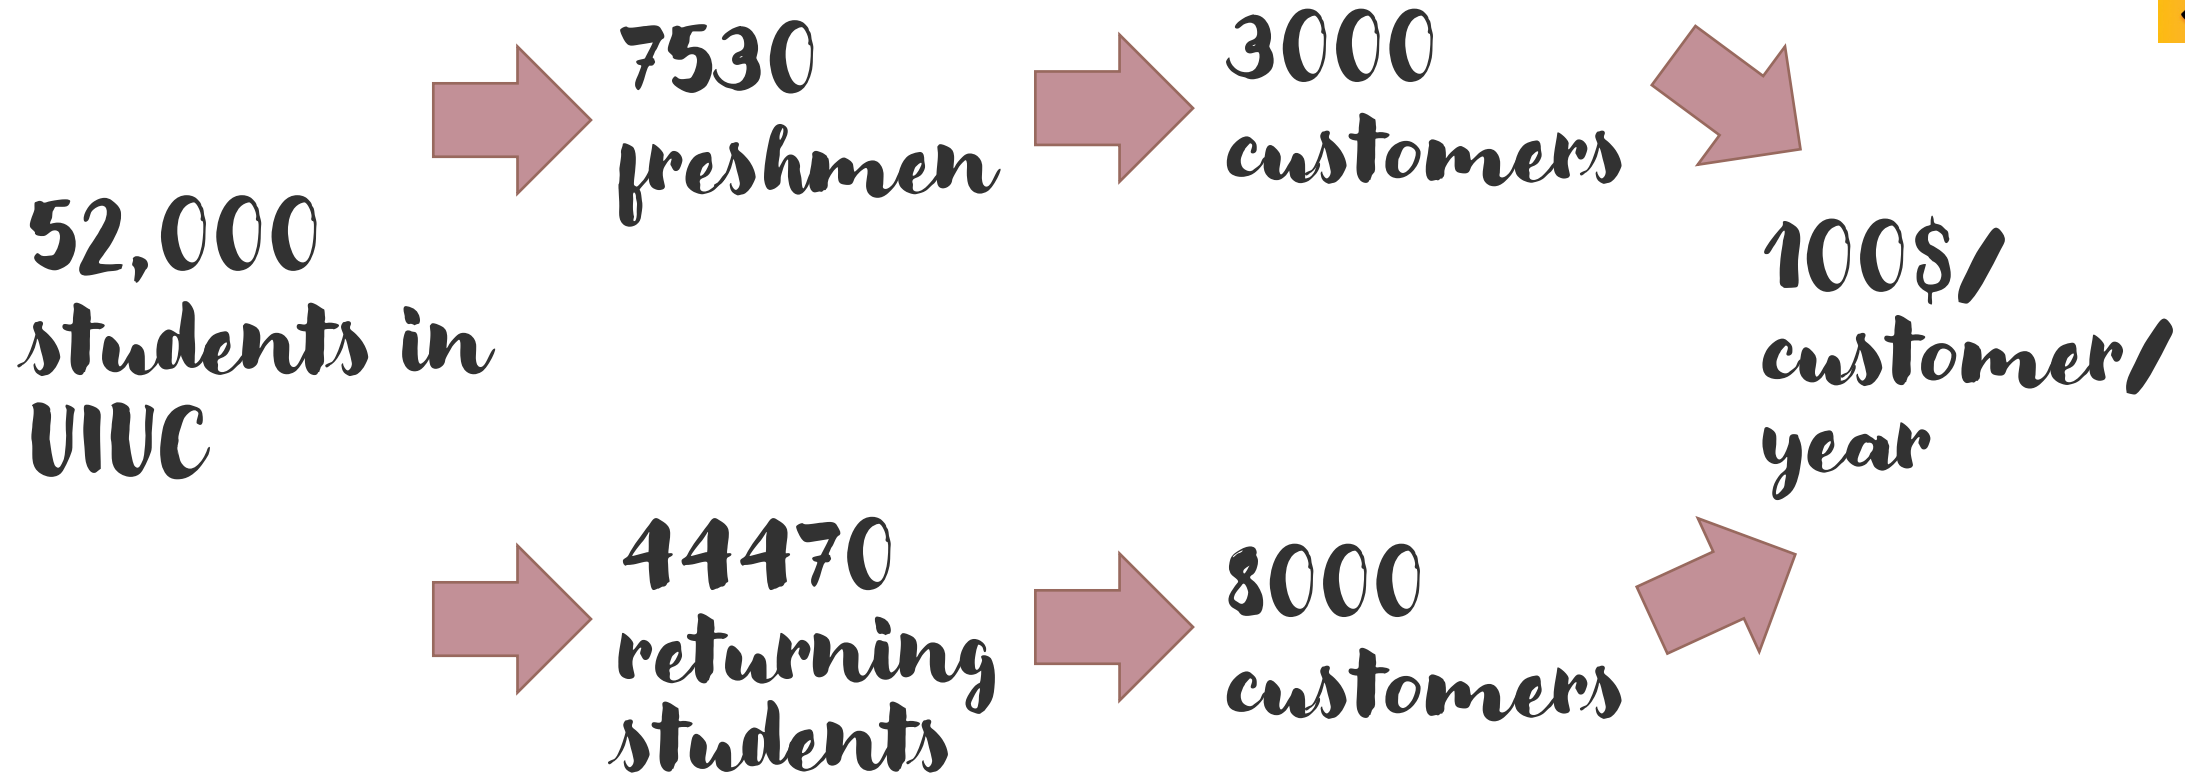 52,000
students in
UIUC
7530
freshmen
3000
customers
44470
returning
students
8000
customers
100$/
customer/
year